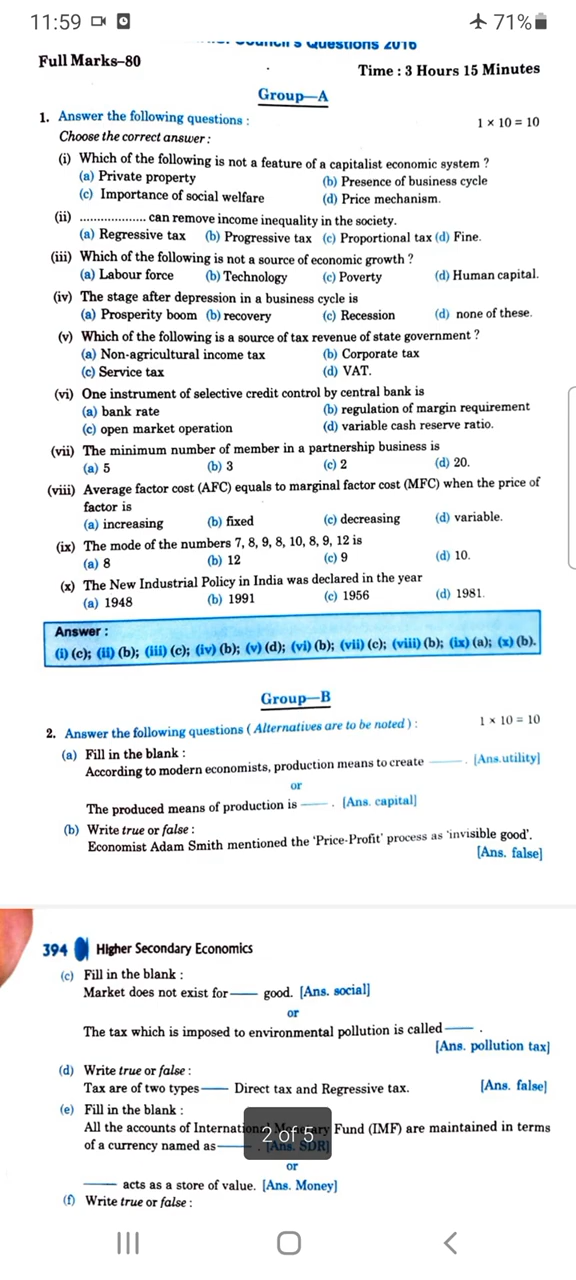 11:59 71%
Council's Questions 2016
Full Marks–80
Time : 3 Hours 15 Minutes
Group—A
1. Answer the following questions : 1 × 10 = 10
Choose the correct answer :
(i) Which of the following is not a feature of a capitalist economic system ?
(a) Private property (b) Presence of business cycle
(c) Importance of social welfare (d) Price mechanism.
(ii) ................... can remove income inequality in the society.
(a) Regressive tax (b) Progressive tax (c) Proportional tax (d) Fine.
(iii) Which of the following is not a source of economic growth ?
(a) Labour force (b) Technology (c) Poverty (d) Human capital.
(iv) The stage after depression in a business cycle is
(a) Prosperity boom (b) recovery (c) Recession (d) none of these.
(v) Which of the following is a source of tax revenue of state government ?
(a) Non-agricultural income tax (b) Corporate tax
(c) Service tax (d) VAT.
(vi) One instrument of selective credit control by central bank is
(a) bank rate (b) regulation of margin requirement
(c) open market operation (d) variable cash reserve ratio.
(vii) The minimum number of member in a partnership business is
(a) 5 (b) 3 (c) 2 (d) 20.
(viii) Average factor cost (AFC) equals to marginal factor cost (MFC) when the price of
factor is
(a) increasing (b) fixed (c) decreasing (d) variable.
(ix) The mode of the numbers 7, 8, 9, 8, 10, 8, 9, 12 is
(a) 8 (b) 12 (c) 9 (d) 10.
(x) The New Industrial Policy in India was declared in the year
(a) 1948 (b) 1991 (c) 1956 (d) 1981.
Answer :
(i) (c); (ii) (b); (iii) (c); (iv) (b); (v) (d); (vi) (b); (vii) (c); (viii) (b); (ix) (a); (x) (b).
Group—B
2. Answer the following questions ( Alternatives are to be noted ) : 1 × 10 = 10
(a) Fill in the blank :
According to modern economists, production means to create ——— . [Ans.utility]
or
The produced means of production is —— . [Ans. capital]
(b) Write true or false :
Economist Adam Smith mentioned the 'Price-Profit' process as 'invisible good'.
[Ans. false]
394 Higher Secondary Economics
(c) Fill in the blank :
Market does not exist for —— good. [Ans. social]
or
The tax which is imposed to environmental pollution is called —— .
[Ans. pollution tax]
(d) Write true or false :
Tax are of two types —— Direct tax and Regressive tax. [Ans. false]
(e) Fill in the blank :
All the accounts of International Monetary Fund (IMF) are maintained in terms
2 of 5
of a currency named as —— . [Ans. SDR]
or
—— acts as a store of value. [Ans. Money]
(f) Write true or false :